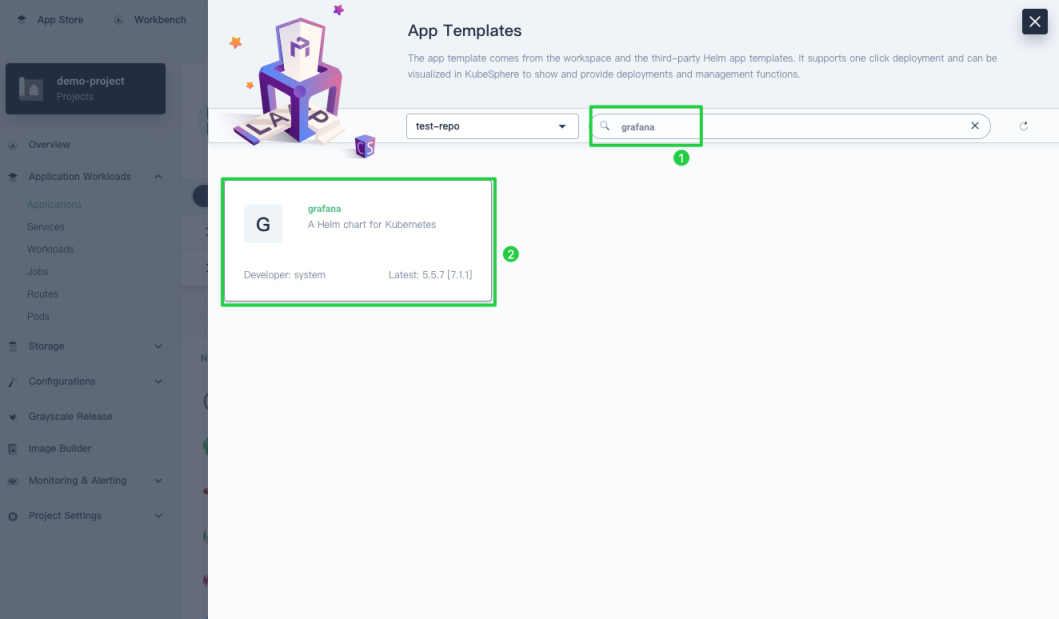 App Store
Workbench
demo-project
Projects
Overview
Application Workloads
Applications
Services
Workloads
Jobs
Routes
Pods
Storage
Configurations
Grayscale Release
Image Builder
Monitoring & Alerting
Project Settings
N
App Templates
The app template comes from the workspace and the third-party Helm app templates. It supports one click deployment and can be
visualized in KubeSphere to show and provide deployments and management functions.
test-repo
grafana
1
LAPP
CS
G
grafana
A Helm chart for Kubernetes
Developer: system
Latest: 5.5.7 [7.1.1]
2